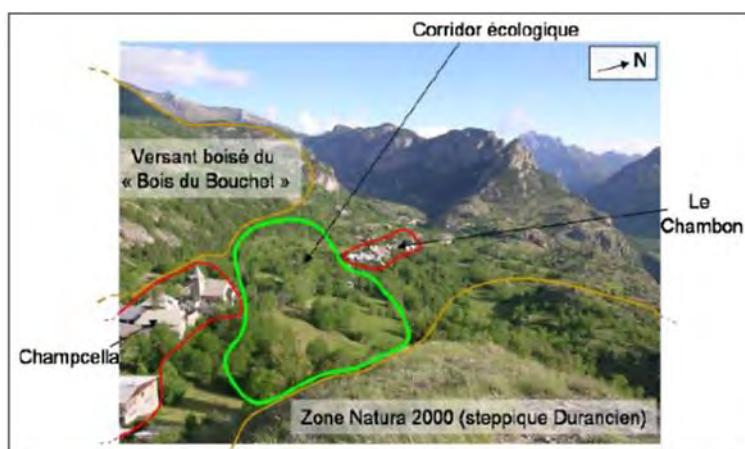 Corridor écologique
N
Versant boisé du
« Bois du Bouchet »
Le
Chambon
Champcella
Zone Natura 2000 (steppique Durancien)